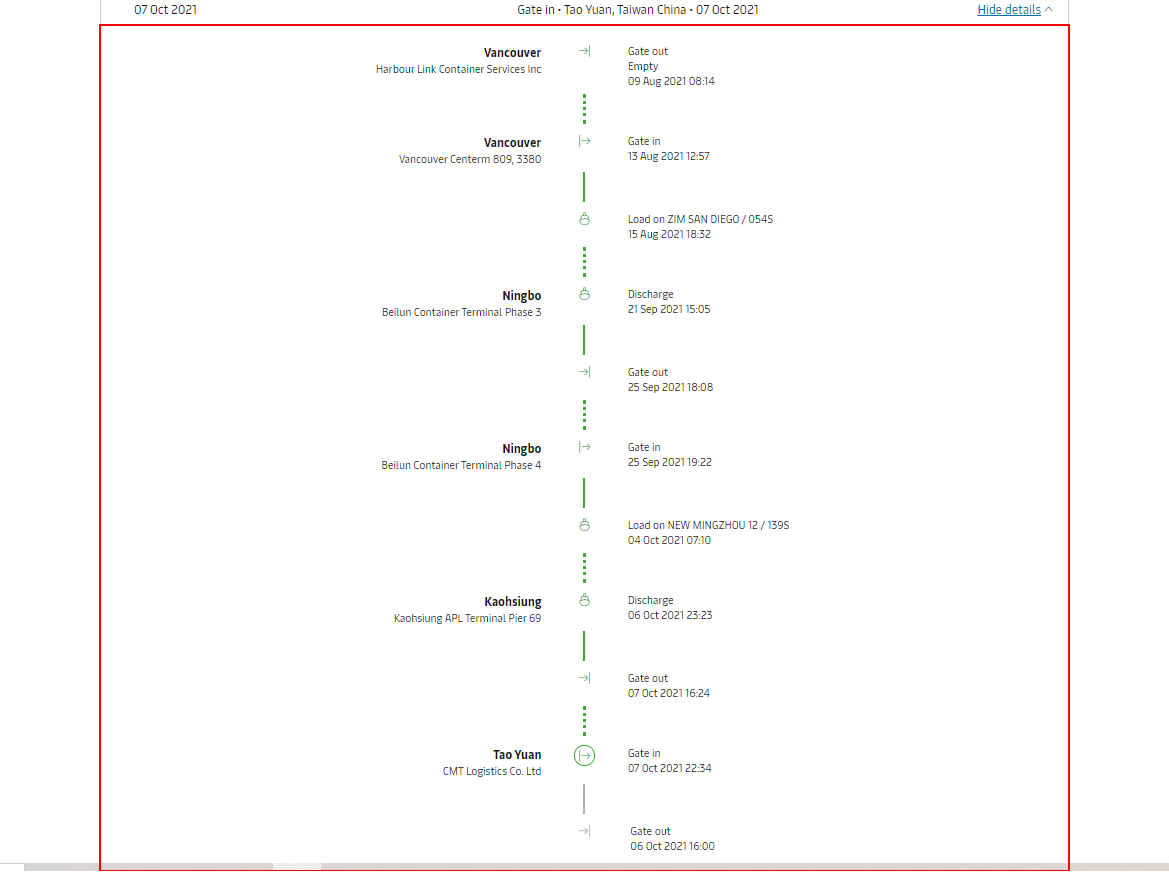 07 Oct 2021
Gate in • Tao Yuan, Taiwan China • 07 Oct 2021
Hide details
Vancouver
Harbour Link Container Services Inc
Gate out
Empty
09 Aug 2021 08:14
Vancouver
Vancouver Centerm 809, 3380
Gate in
13 Aug 2021 12:57
Load on ZIM SAN DIEGO / 054S
15 Aug 2021 18:32
Ningbo
Beilun Container Terminal Phase 3
Discharge
21 Sep 2021 15:05
Gate out
25 Sep 2021 18:08
Ningbo
Beilun Container Terminal Phase 4
Gate in
25 Sep 2021 19:22
Load on NEW MINGZHOU 12 / 139S
04 Oct 2021 07:10
Kaohsiung
Kaohsiung APL Terminal Pier 69
Discharge
06 Oct 2021 23:23
Gate out
07 Oct 2021 16:24
Tao Yuan
CMT Logistics Co. Ltd
Gate in
07 Oct 2021 22:34
Gate out
06 Oct 2021 16:00